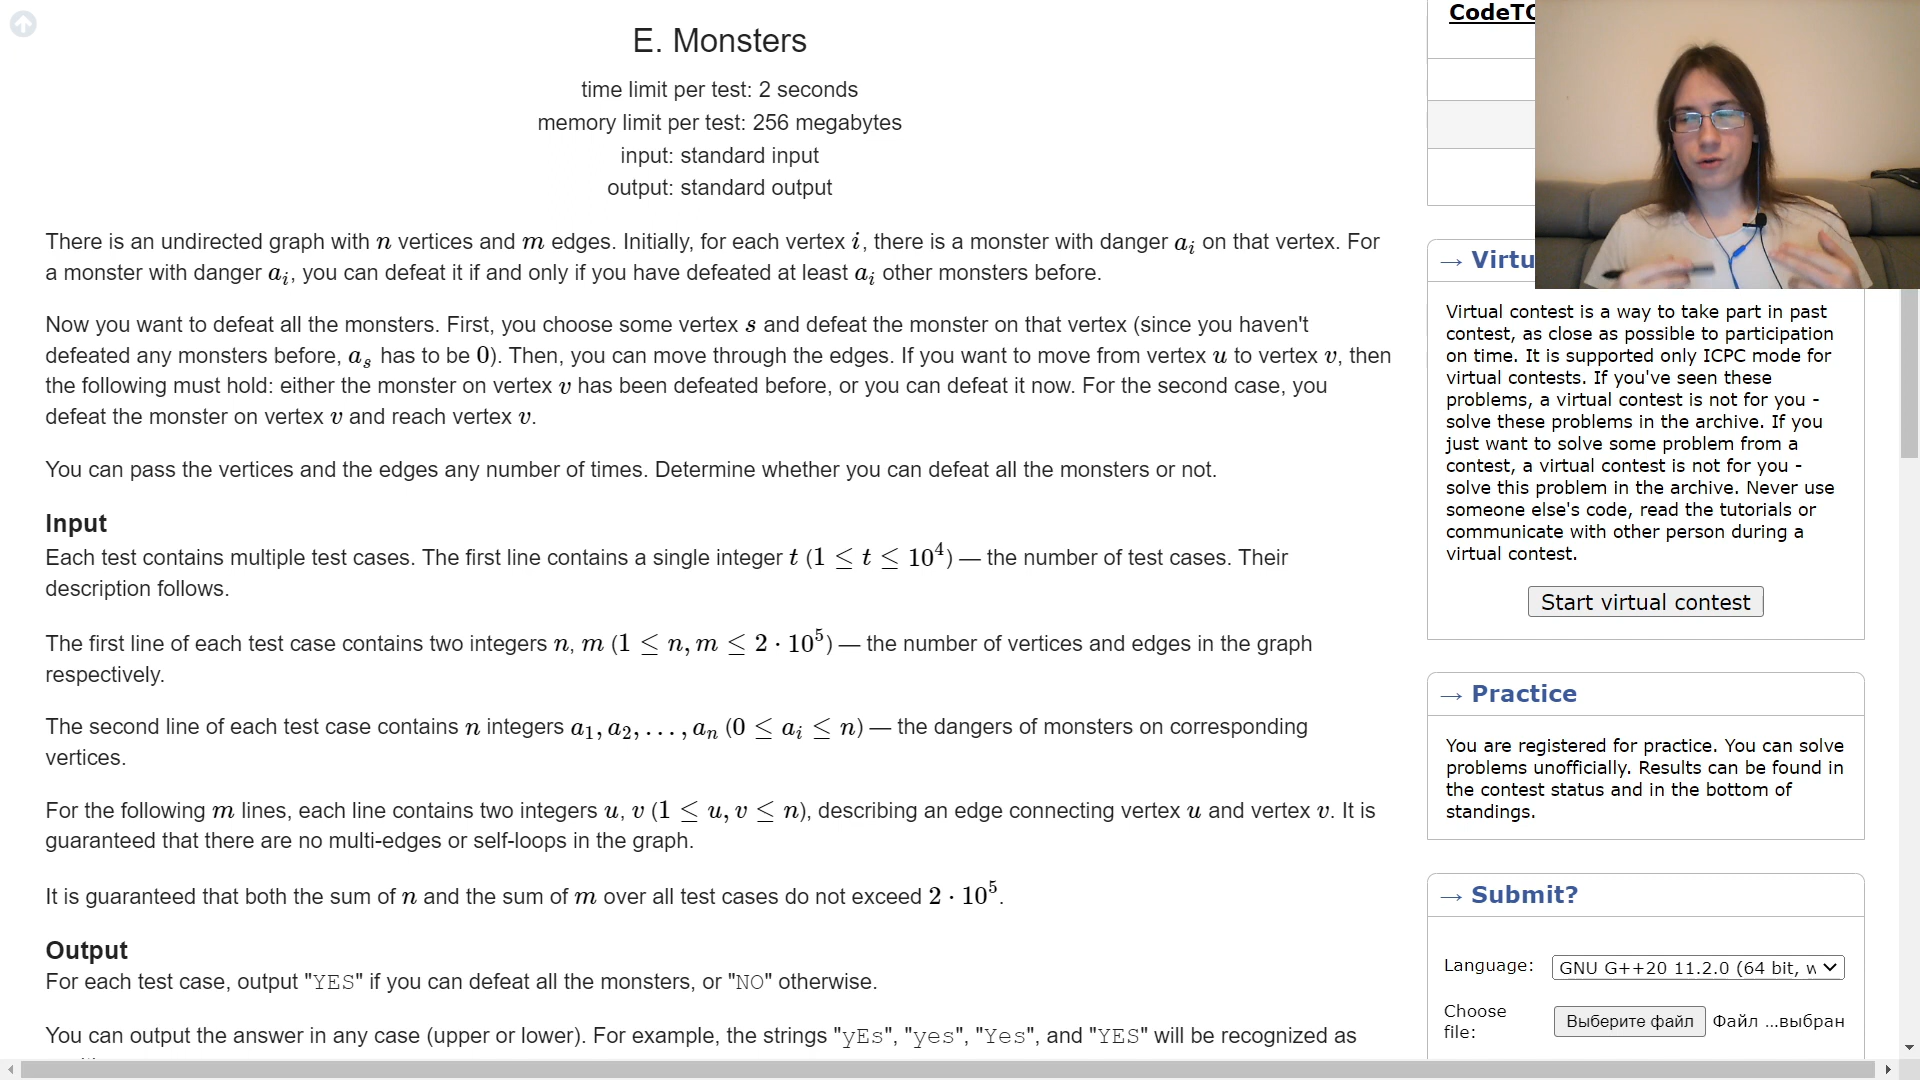 E. Monsters
time limit per test: 2 seconds
memory limit per test: 256 megabytes
input: standard input
output: standard output
There is an undirected graph with n vertices and m edges. Initially, for each vertex i, there is a monster with danger a_i on that vertex. For
a monster with danger a_i, you can defeat it if and only if you have defeated at least a_i other monsters before.
Now you want to defeat all the monsters. First, you choose some vertex s and defeat the monster on that vertex (since you haven't
defeated any monsters before, a_s has to be 0). Then, you can move through the edges. If you want to move from vertex u to vertex v, then
the following must hold: either the monster on vertex v has been defeated before, or you can defeat it now. For the second case, you
defeat the monster on vertex v and reach vertex v.
You can pass the vertices and the edges any number of times. Determine whether you can defeat all the monsters or not.
Input
Each test contains multiple test cases. The first line contains a single integer t (1 ≤ t ≤ 10^4) — the number of test cases. Their
description follows.
The first line of each test case contains two integers n, m (1 ≤ n, m ≤ 2 · 10^5) — the number of vertices and edges in the graph
respectively.
The second line of each test case contains n integers a_1, a_2, ..., a_n (0 ≤ a_i ≤ n) — the dangers of monsters on corresponding
vertices.
For the following m lines, each line contains two integers u, v (1 ≤ u, v ≤ n), describing an edge connecting vertex u and vertex v. It is
guaranteed that there are no multi-edges or self-loops in the graph.
It is guaranteed that both the sum of n and the sum of m over all test cases do not exceed 2 · 10^5.
Output
For each test case, output "YES" if you can defeat all the monsters, or "NO" otherwise.
You can output the answer in any case (upper or lower). For example, the strings "yEs", "yes", "Yes", and "YES" will be recognized as
CodeTC
→ Virtu
Virtual contest is a way to take part in past
contest, as close as possible to participation
on time. It is supported only ICPC mode for
virtual contests. If you've seen these
problems, a virtual contest is not for you -
solve these problems in the archive. If you
just want to solve some problem from a
contest, a virtual contest is not for you -
solve this problem in the archive. Never use
someone else's code, read the tutorials or
communicate with other person during a
virtual contest.
Start virtual contest
→ Practice
You are registered for practice. You can solve
problems unofficially. Results can be found in
the contest status and in the bottom of
standings.
→ Submit?
Language: GNU G++20 11.2.0 (64 bit, w
Choose
file: Выберите файл Файл ...выбран